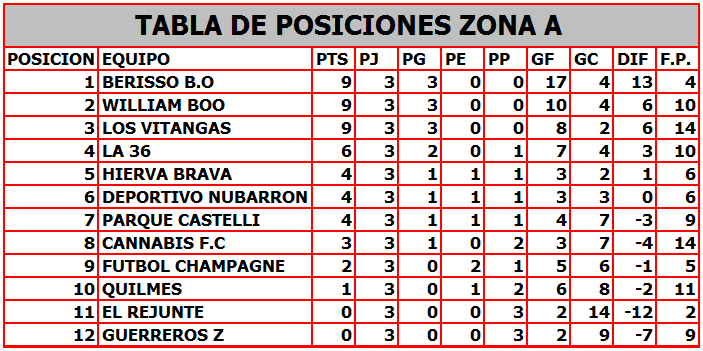 TABLA DE POSICIONES ZONA A
POSICION EQUIPO PTS PJ PG PE PP GF GC DIF F.P.
1 BERISSO B.O 9 3 3 0 0 17 4 13 4
2 WILLIAM BOO 9 3 3 0 0 10 4 6 10
3 LOS VITANGAS 9 3 3 0 0 8 2 6 14
4 LA 36 6 3 2 0 1 7 4 3 10
5 HIERVA BRAVA 4 3 1 1 1 3 2 1 6
6 DEPORTIVO NUBARRON 4 3 1 1 1 3 3 0 6
7 PARQUE CASTELLI 4 3 1 1 1 4 7 -3 9
8 CANNABIS F.C 3 3 1 0 2 3 7 -4 14
9 FUTBOL CHAMPAGNE 2 3 0 2 1 5 6 -1 5
10 QUILMES 1 3 0 1 2 6 8 -2 11
11 EL REJUNTE 0 3 0 0 3 2 14 -12 2
12 GUERREROS Z 0 3 0 0 3 2 9 -7 9